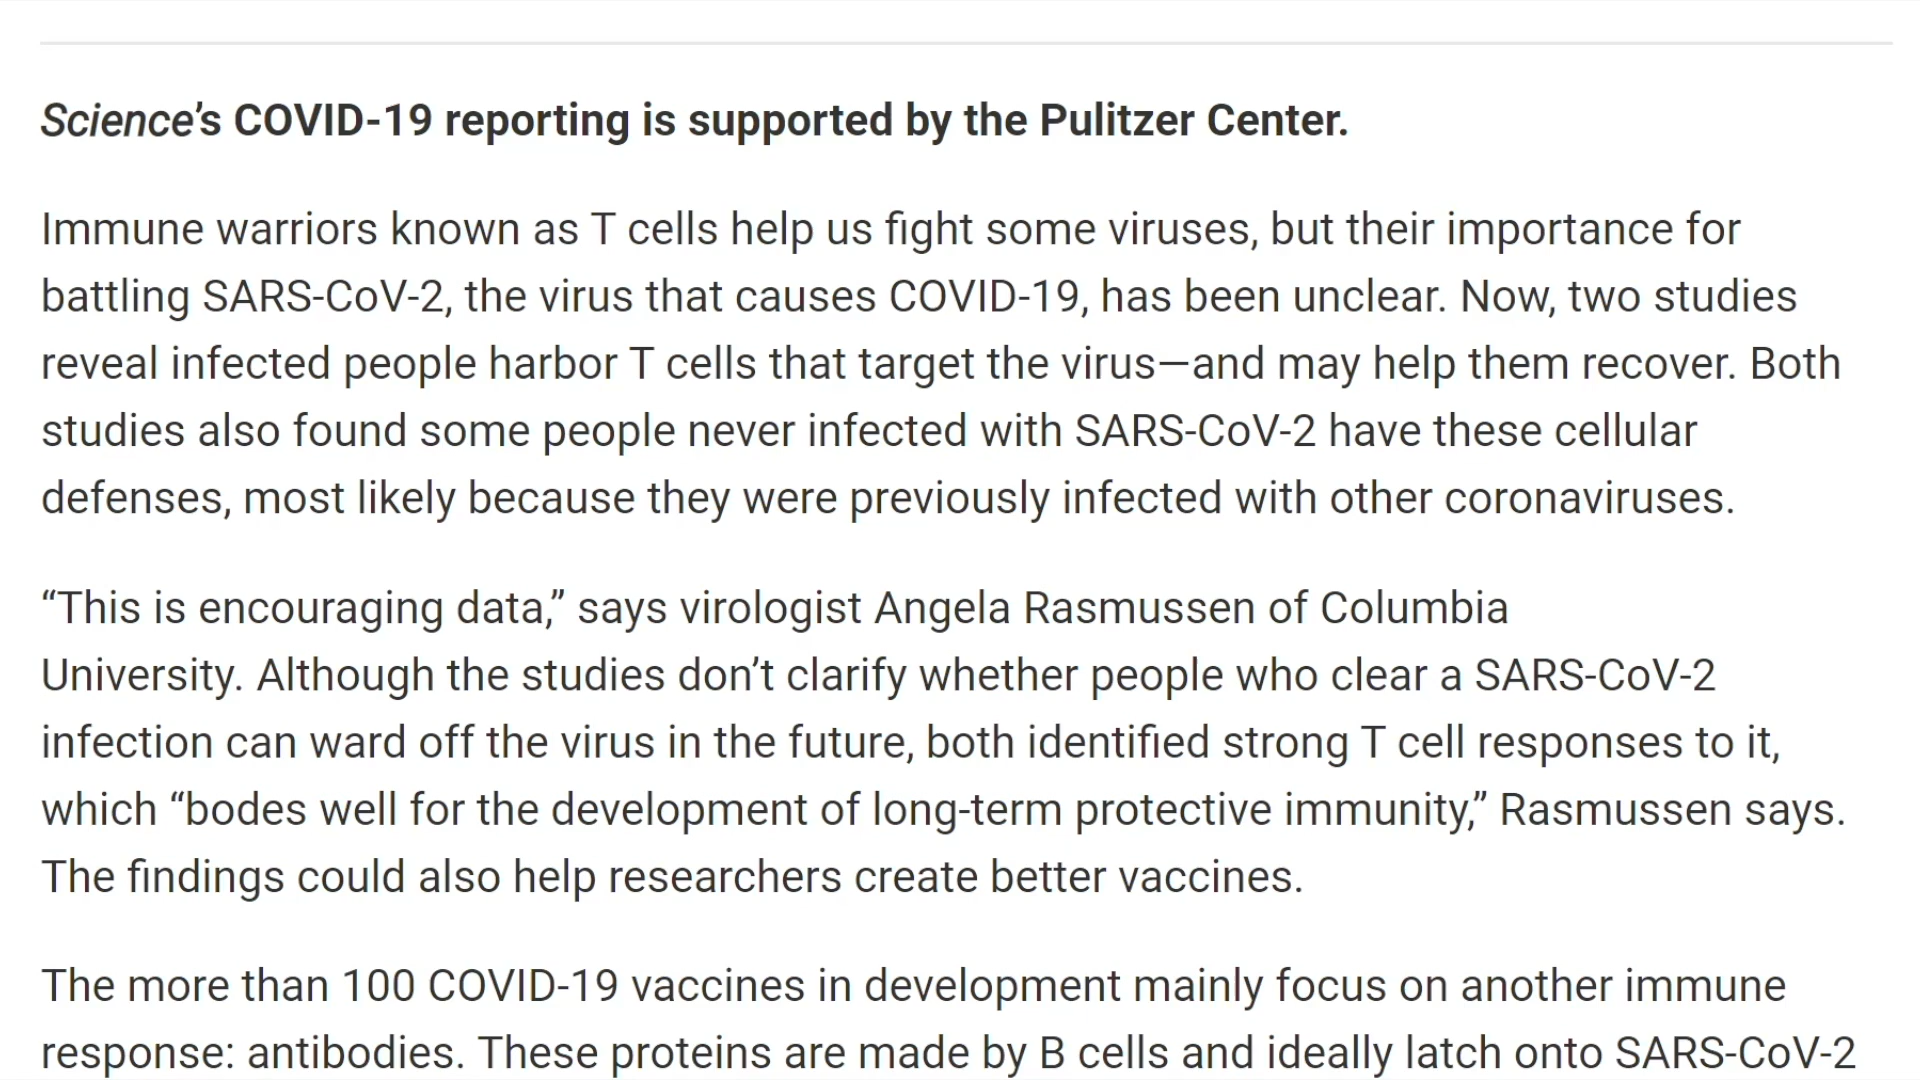 Science’s COVID-19 reporting is supported by the Pulitzer Center.
Immune warriors known as T cells help us fight some viruses, but their importance for
battling SARS-CoV-2, the virus that causes COVID-19, has been unclear. Now, two studies
reveal infected people harbor T cells that target the virus—and may help them recover. Both
studies also found some people never infected with SARS-CoV-2 have these cellular
defenses, most likely because they were previously infected with other coronaviruses.
“This is encouraging data,” says virologist Angela Rasmussen of Columbia
University. Although the studies don’t clarify whether people who clear a SARS-CoV-2
infection can ward off the virus in the future, both identified strong T cell responses to it,
which “bodes well for the development of long-term protective immunity,” Rasmussen says.
The findings could also help researchers create better vaccines.
The more than 100 COVID-19 vaccines in development mainly focus on another immune
response: antibodies. These proteins are made by B cells and ideally latch onto SARS-CoV-2